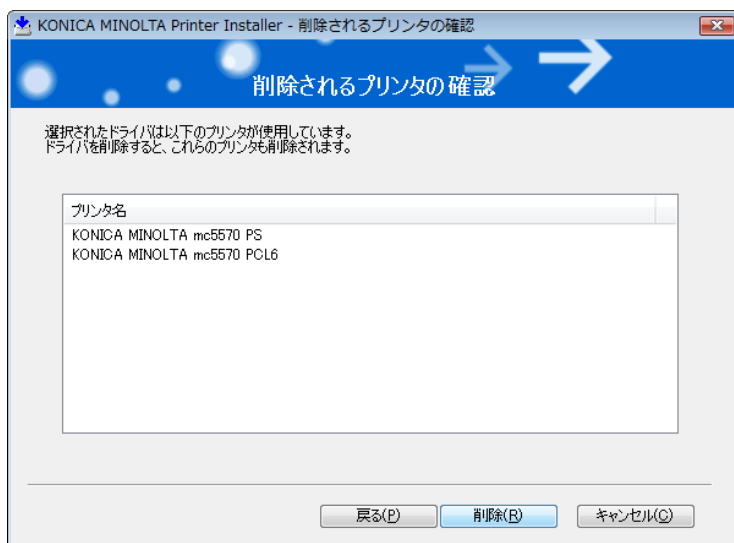 KONICA MINOLTA Printer Installer - 削除されるプリンタの確認
削除されるプリンタの確認
選択されたドライバは以下のプリンタが使用しています。
ドライバを削除すると、これらのプリンタも削除されます。
プリンタ名
KONICA MINOLTA mc5570 PS
KONICA MINOLTA mc5570 PCL6
戻る(P)
削除(R)
キャンセル(C)